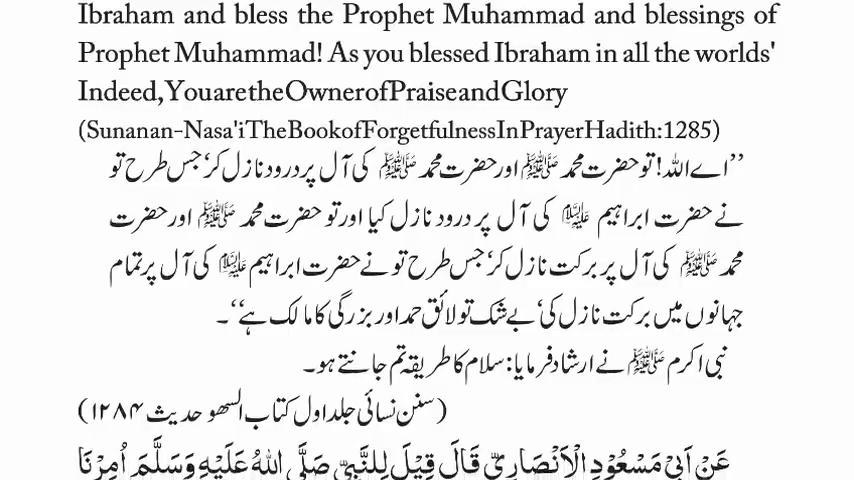 Ibraham and bless the Prophet Muhammad and blessings of
Prophet Muhammad! As you blessed Ibraham in all the worlds'
Indeed,YouaretheOwnerofPraiseandGlory
(Sunanan-Nasa'iTheBookofForgetfulnessInPrayerHadith:1285)
’’اے اللہ! تو حضرت محمد ﷺ اور حضرت محمد ﷺ کی آل پر درود نازل کر‘ جس طرح تو
نے حضرت ابراہیم علیہ السلام کی آل پر درود نازل کیا اور تو حضرت محمد ﷺ اور حضرت
محمد ﷺ کی آل پر برکت نازل کر‘ جس طرح تو نے حضرت ابراہیم علیہ السلام کی آل پر تمام
جہانوں میں برکت نازل کی‘ بے شک تو لائق حمد اور بزرگی کا مالک ہے‘‘۔
نبی اکرم ﷺ نے ارشاد فرمایا: سلام کا طریقہ تم جانتے ہو۔
(سنن نسائی جلد اول کتاب السھو حدیث ۱۲۸۴)
عَنْ اَبِیْ مَسْعُوْدِ الْاَنْصَارِیِّ قَالَ قِیْلَ لِلنَّبِیِّ صَلَّی اللہُ عَلَیْہِ وَسَلَّمَ اُمِرْنَا